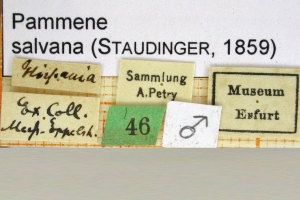 Pammene
salvana (STAUDINGER, 1859)
Hispania
Sammlung
A. Petry
Museum
Erfurt
Ex Coll.
46
♂